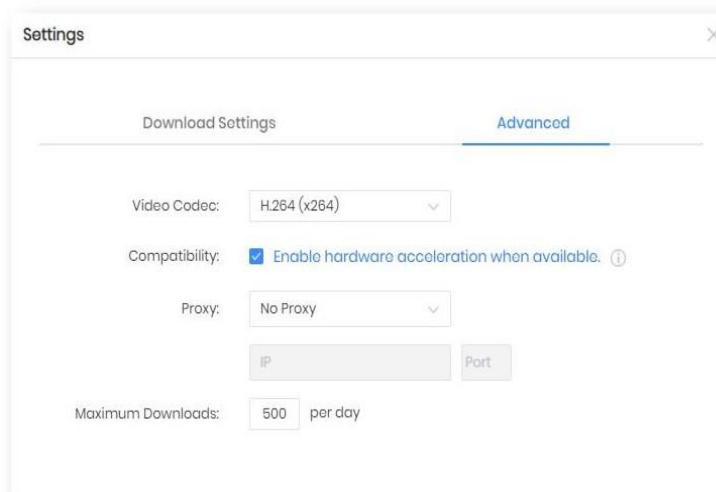 Settings
Download Settings Advanced
Video Codec: H.264 (x264)
Compatibility: Enable hardware acceleration when available.
Proxy: No Proxy
IP Port
Maximum Downloads: 500 per day